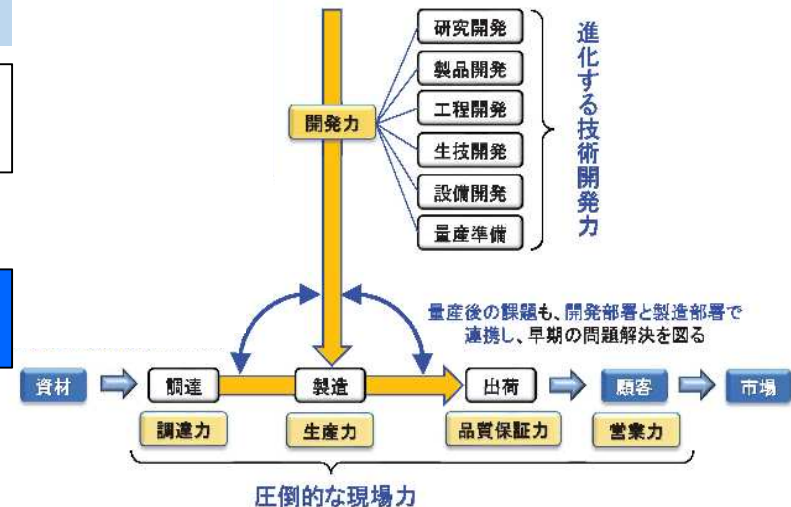 研究開発
製品開発
工程開発
生技開発
設備開発
量産準備
開発力
進化する技術開発力
量産後の課題も、開発部署と製造部署で
連携し、早期の問題解決を図る
資材
調達
製造
出荷
顧客
市場
調達力
生産力
品質保証力
営業力
圧倒的な現場力